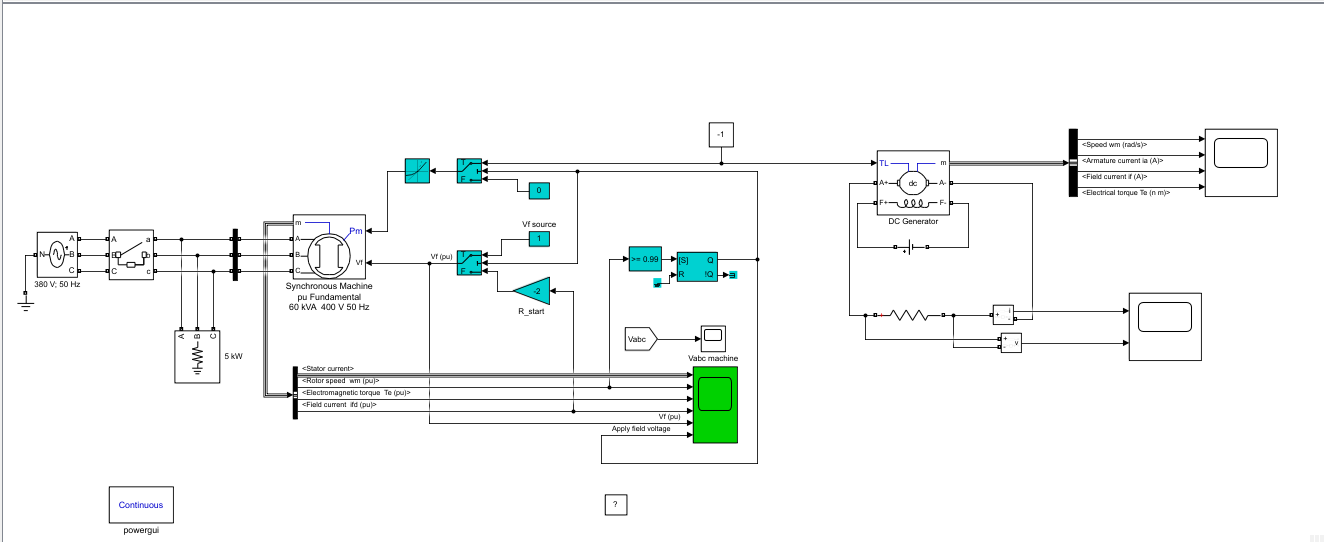 -1
TL
m
<Speed wm (rad/s)>
<Armature current ia (A)>
<Field current if (A)>
<Electrical torque Te (n m)>
A+
dc
A-
F+
F-
DC Generator
T
F
0
Vf source
1
m
Pm
A
B
C
Vf
Vf (pu)
T
F
-2
R_start
>= 0.99
[S]
Q
R
!Q
N
A
B
C
380 V; 50 Hz
A
B
C
a
b
c
Synchronous Machine
pu Fundamental
60 kVA 400 V 50 Hz
A
B
C
5 kW
+
i
-
+
-
v
+
+
Vabc
Vabc machine
<Stator current>
<Rotor speed wm (pu)>
<Electromagnetic torque Te (pu)>
<Field current ifd (pu)>
Vf (pu)
Apply field voltage
?
Continuous
powergui